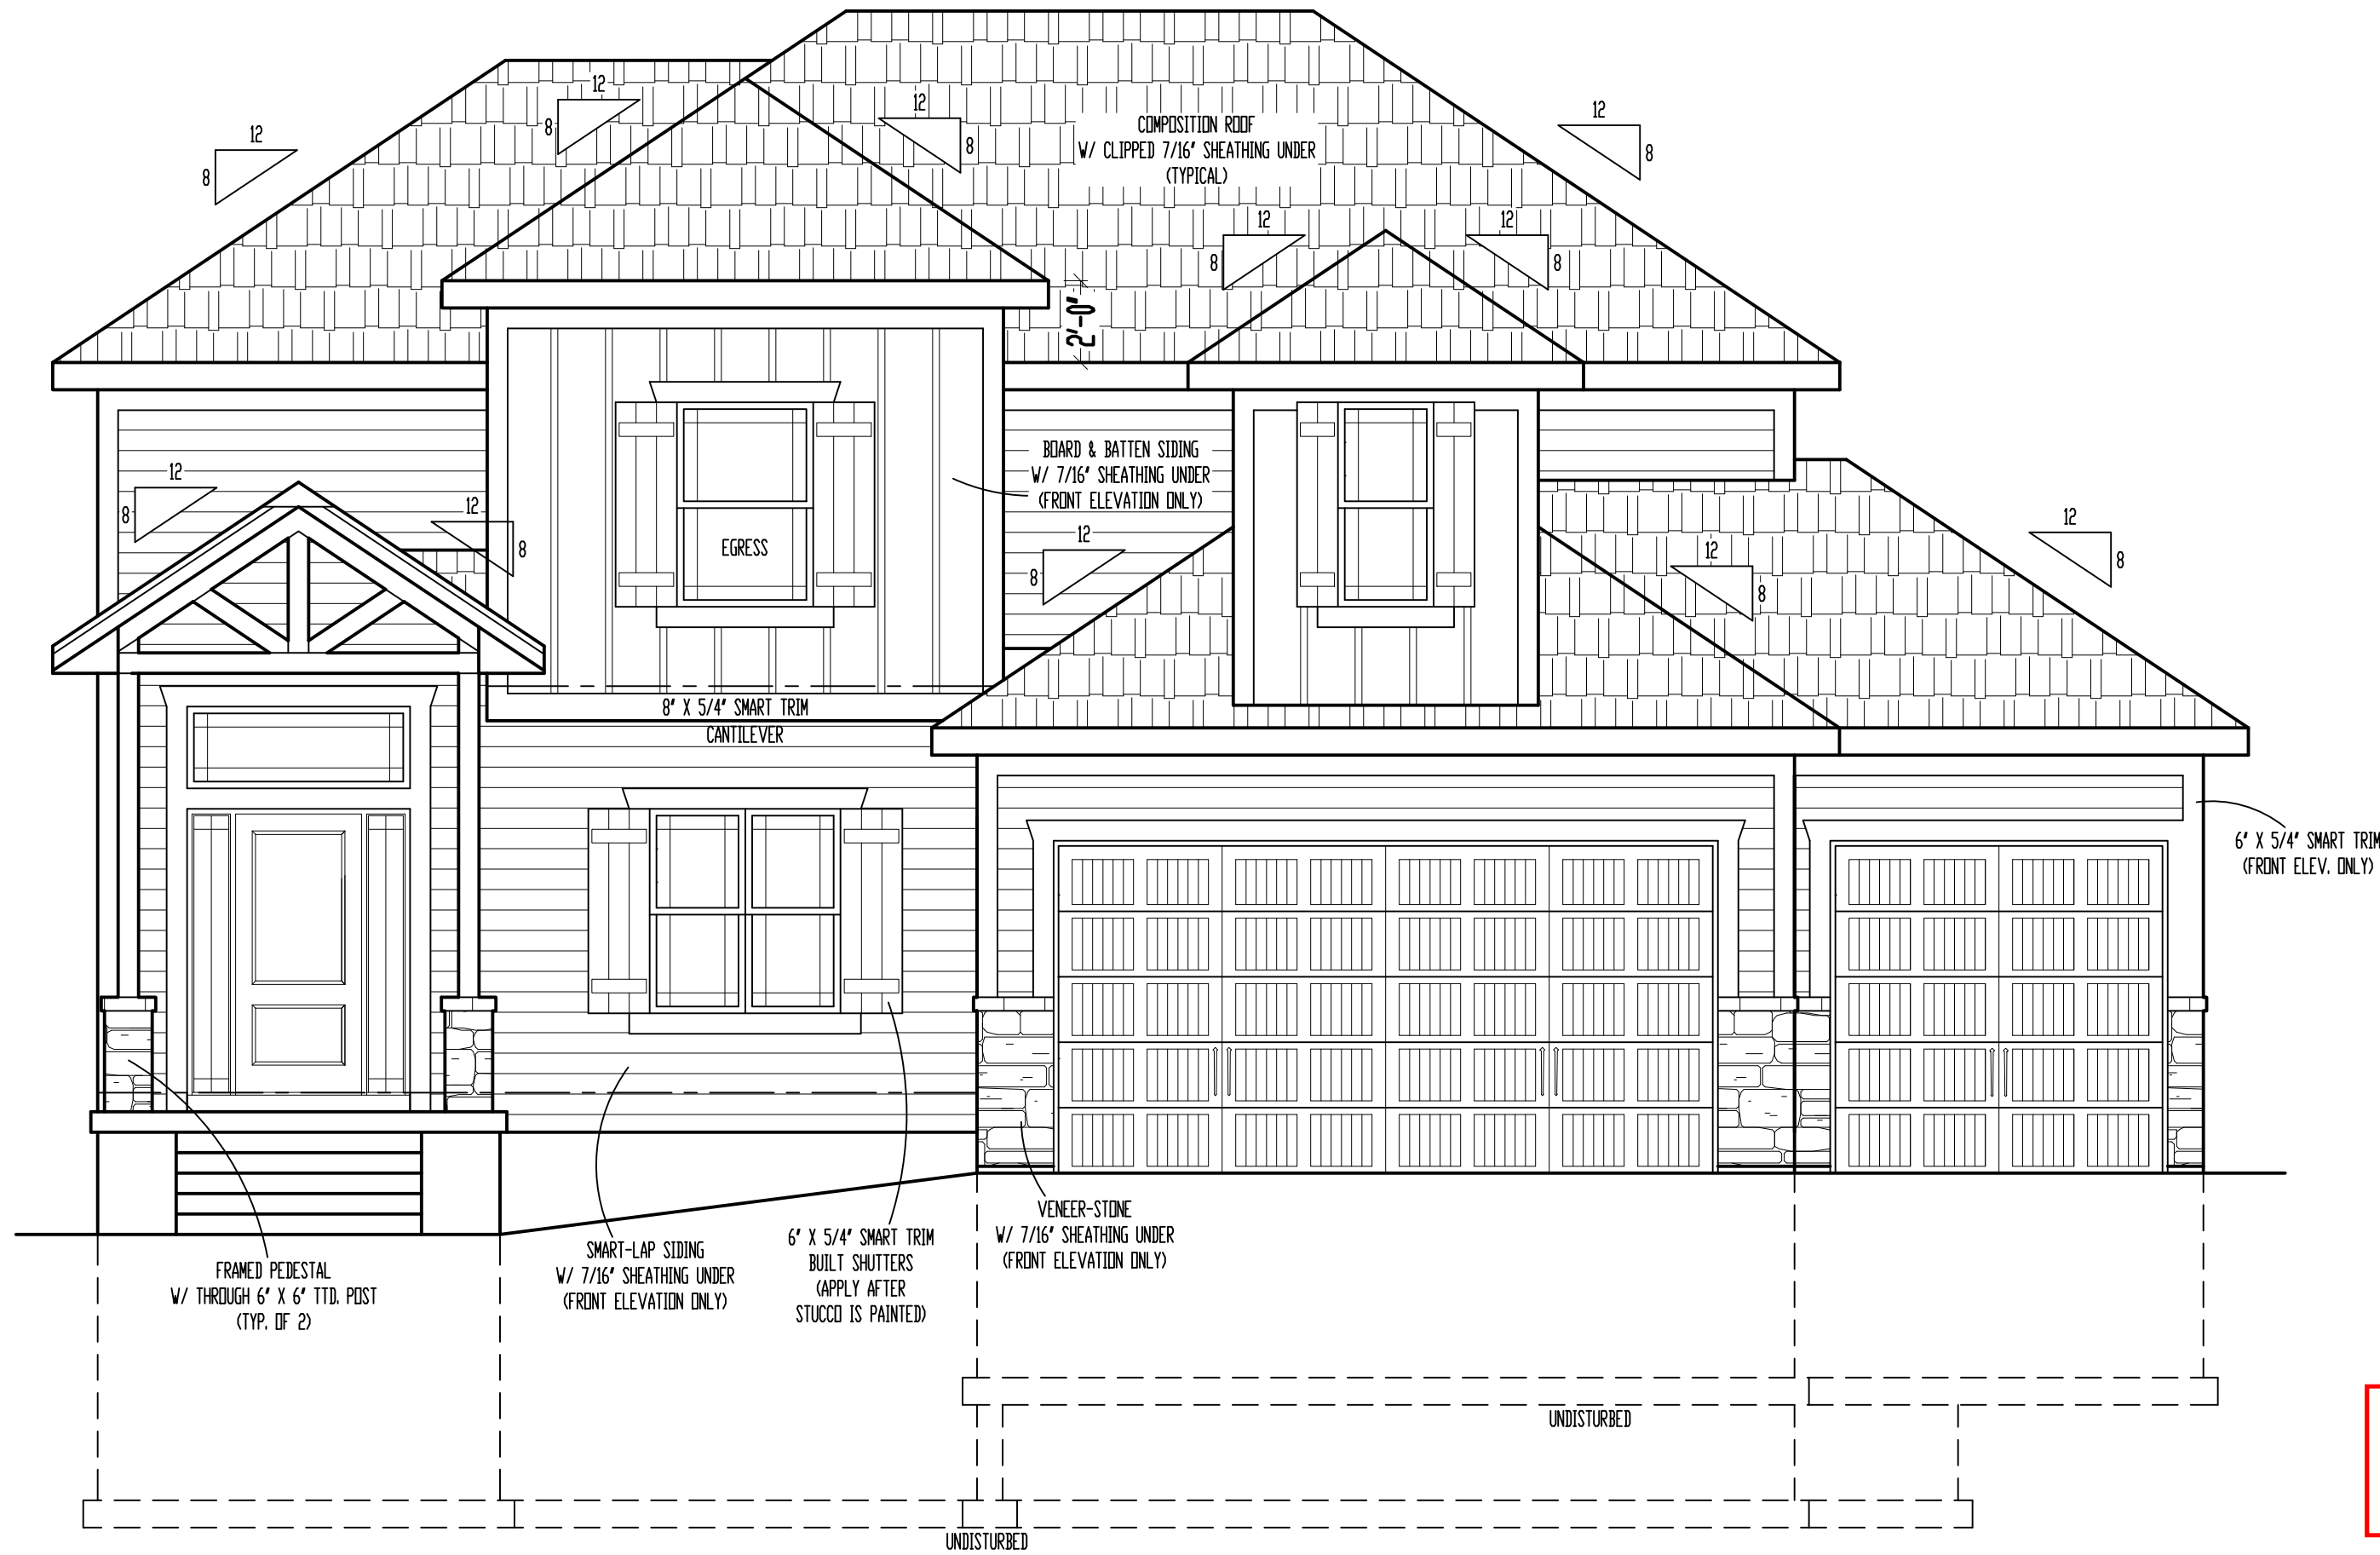 12
8
12
8
12
8
COMPOSITION ROOF
W/ CLIPPED 7/16" SHEATHING UNDER
(TYPICAL)
12
8
12
8
12
8
2'-0"
BOARD & BATTEN SIDING
W/ 7/16" SHEATHING UNDER
(FRONT ELEVATION ONLY)
12
8
12
8
EGRESS
12
8
12
8
12
8
8" X 5/4" SMART TRIM
CANTILEVER
6" X 5/4" SMART TRIM
(FRONT ELEV. ONLY)
VENEER-STONE
W/ 7/16" SHEATHING UNDER
(FRONT ELEVATION ONLY)
6" X 5/4" SMART TRIM
BUILT SHUTTERS
(APPLY AFTER
STUCCO IS PAINTED)
SMART-LAP SIDING
W/ 7/16" SHEATHING UNDER
(FRONT ELEVATION ONLY)
FRAMED PEDESTAL
W/ THROUGH 6" X 6" TTD. POST
(TYP. OF 2)
UNDISTURBED
UNDISTURBED